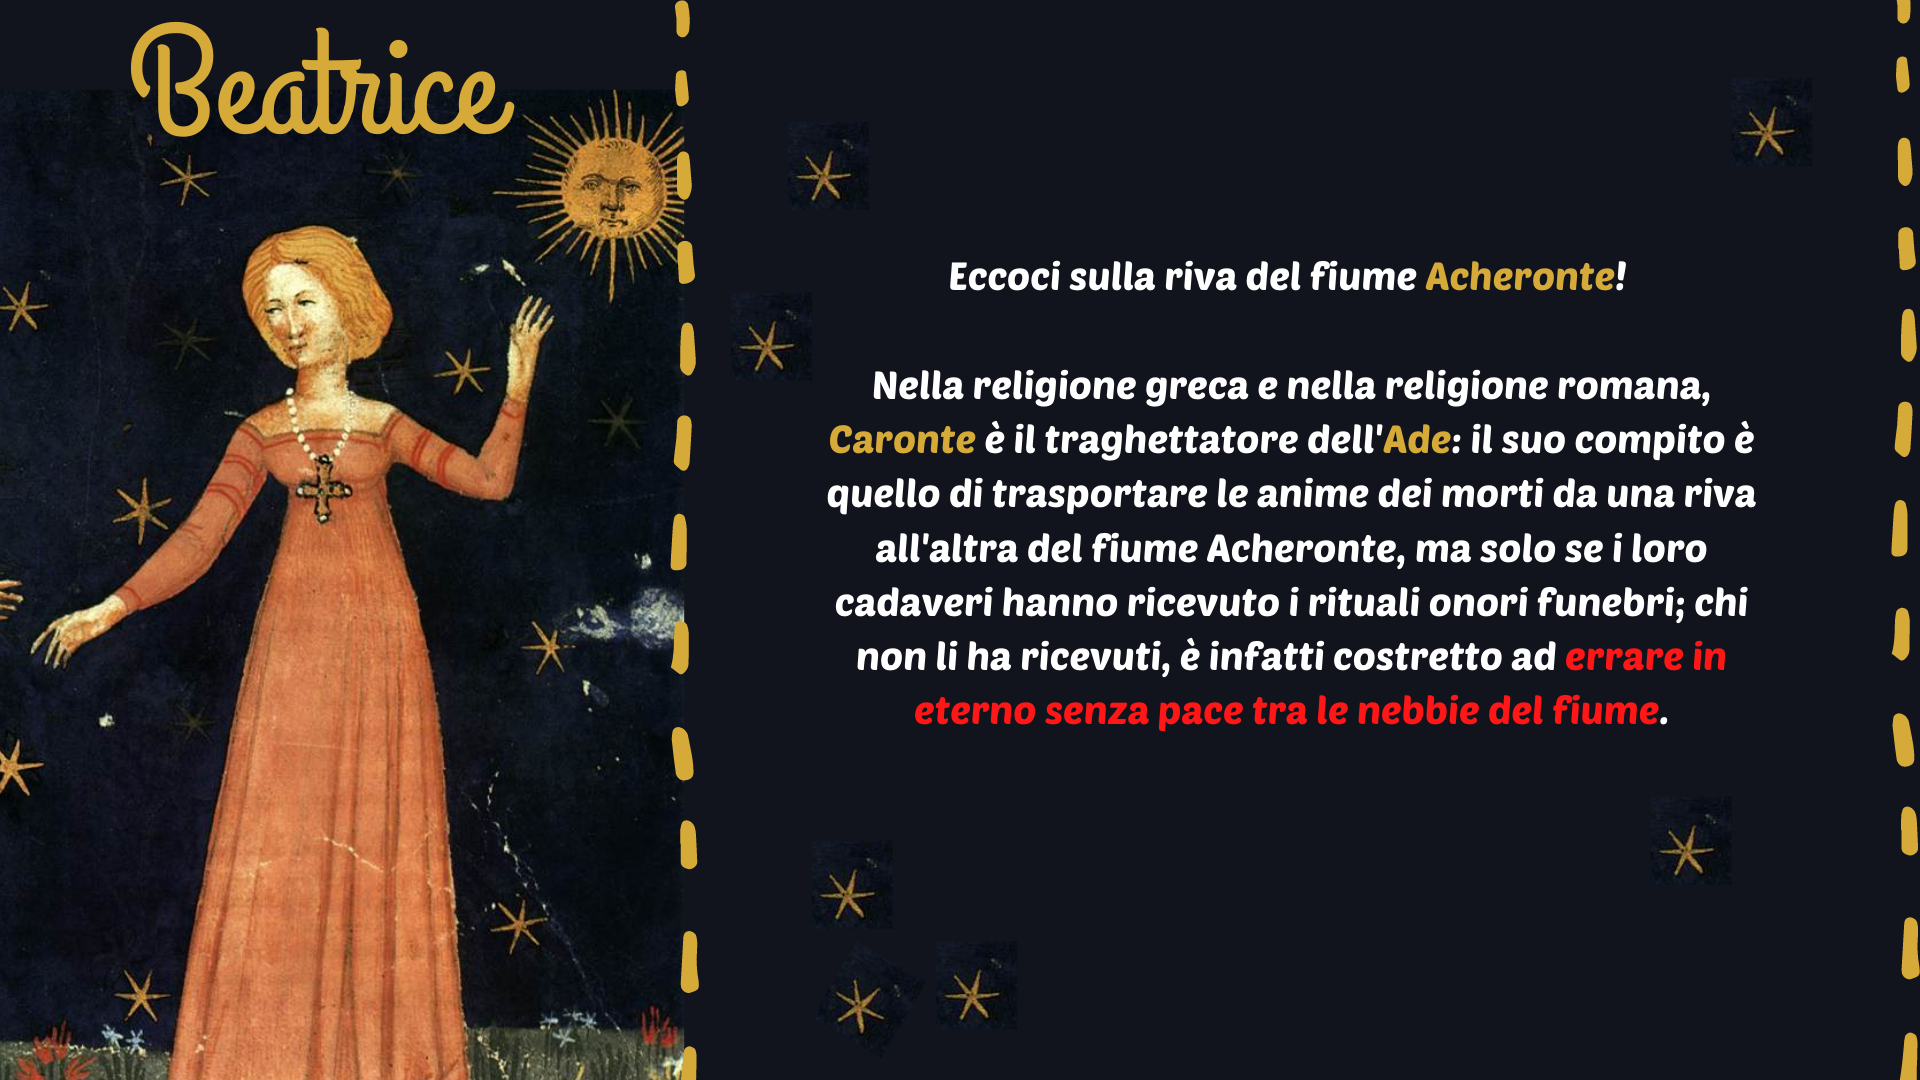 Beatrice
Eccoci sulla riva del fiume Acheronte!
Nella religione greca e nella religione romana,
Caronte è il traghettatore dell'Ade: il suo compito è
quello di trasportare le anime dei morti da una riva
all'altra del fiume Acheronte, ma solo se i loro
cadaveri hanno ricevuto i rituali onori funebri; chi
non li ha ricevuti, è infatti costretto ad errare in
eterno senza pace tra le nebbie del fiume.